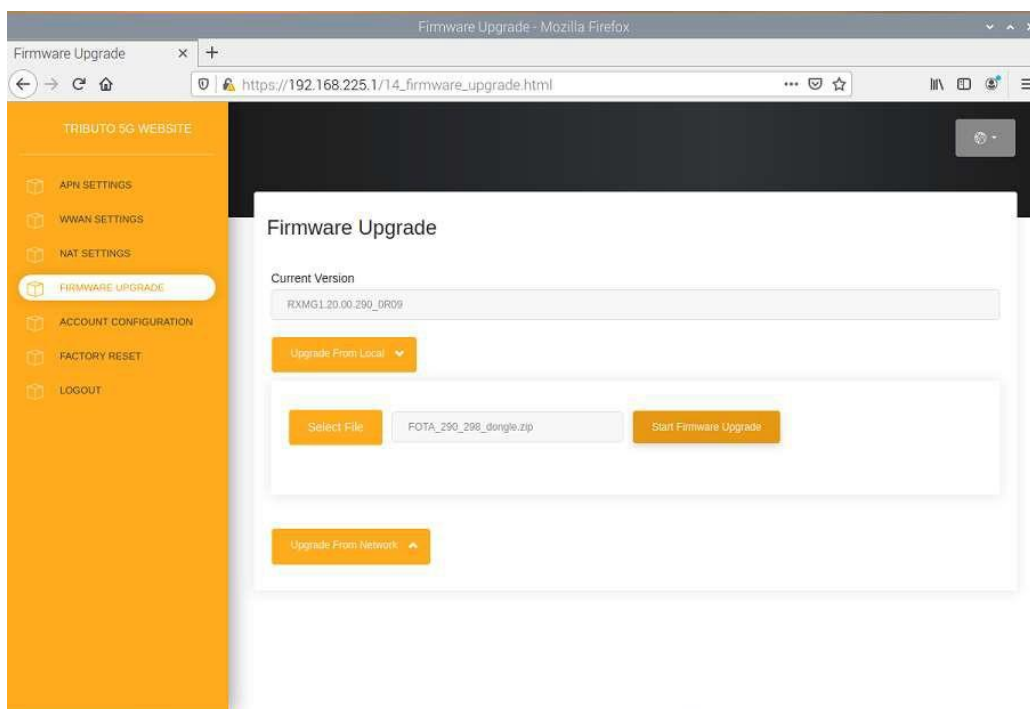 Firmware Upgrade - Mozilla Firefox
Firmware Upgrade
https://192.168.225.1/14_firmware_upgrade.html
TRIBUTO 5G WEBSITE
APN SETTINGS
WWAN SETTINGS
NAT SETTINGS
FIRMWARE UPGRADE
ACCOUNT CONFIGURATION
FACTORY RESET
LOGOUT
Firmware Upgrade
Current Version
RXMG1.20.00.290_0R09
Upgrade From Local
Select File FOTA_290_298_dongle.zip Start Firmware Upgrade
Upgrade From Network